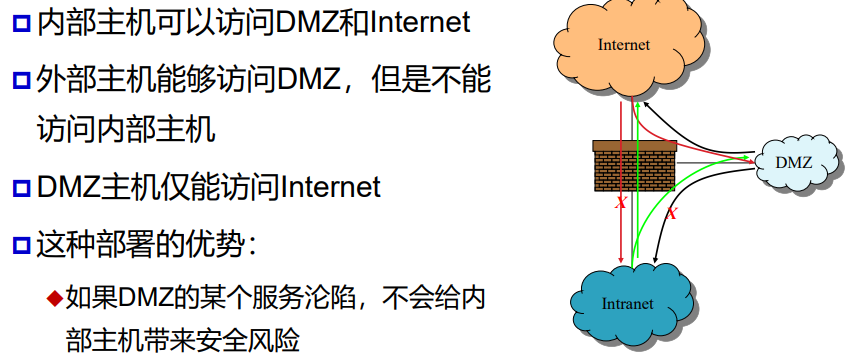 内部主机可以访问DMZ和Internet
外部主机能够访问DMZ，但是不能
访问内部主机
DMZ主机仅能访问Internet
这种部署的优势：
如果DMZ的某个服务沦陷，不会给内
部主机带来安全风险
Internet
DMZ
X
X
Intranet